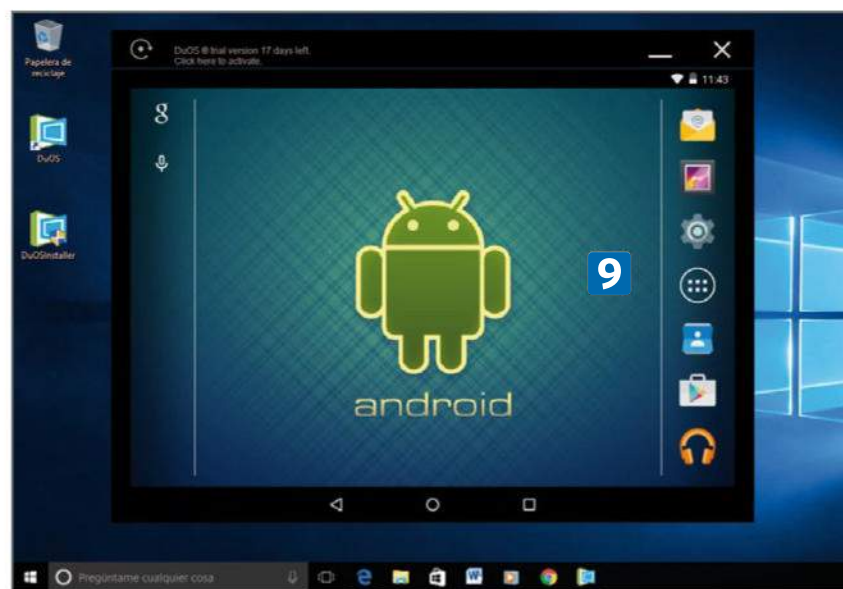 Papelera de
reciclaje
DuOS
DuOSInstaller
DuOS ® trial version 17 days left.
Click here to activate.
11:43
g
9
android
Pregúntame cualquier cosa